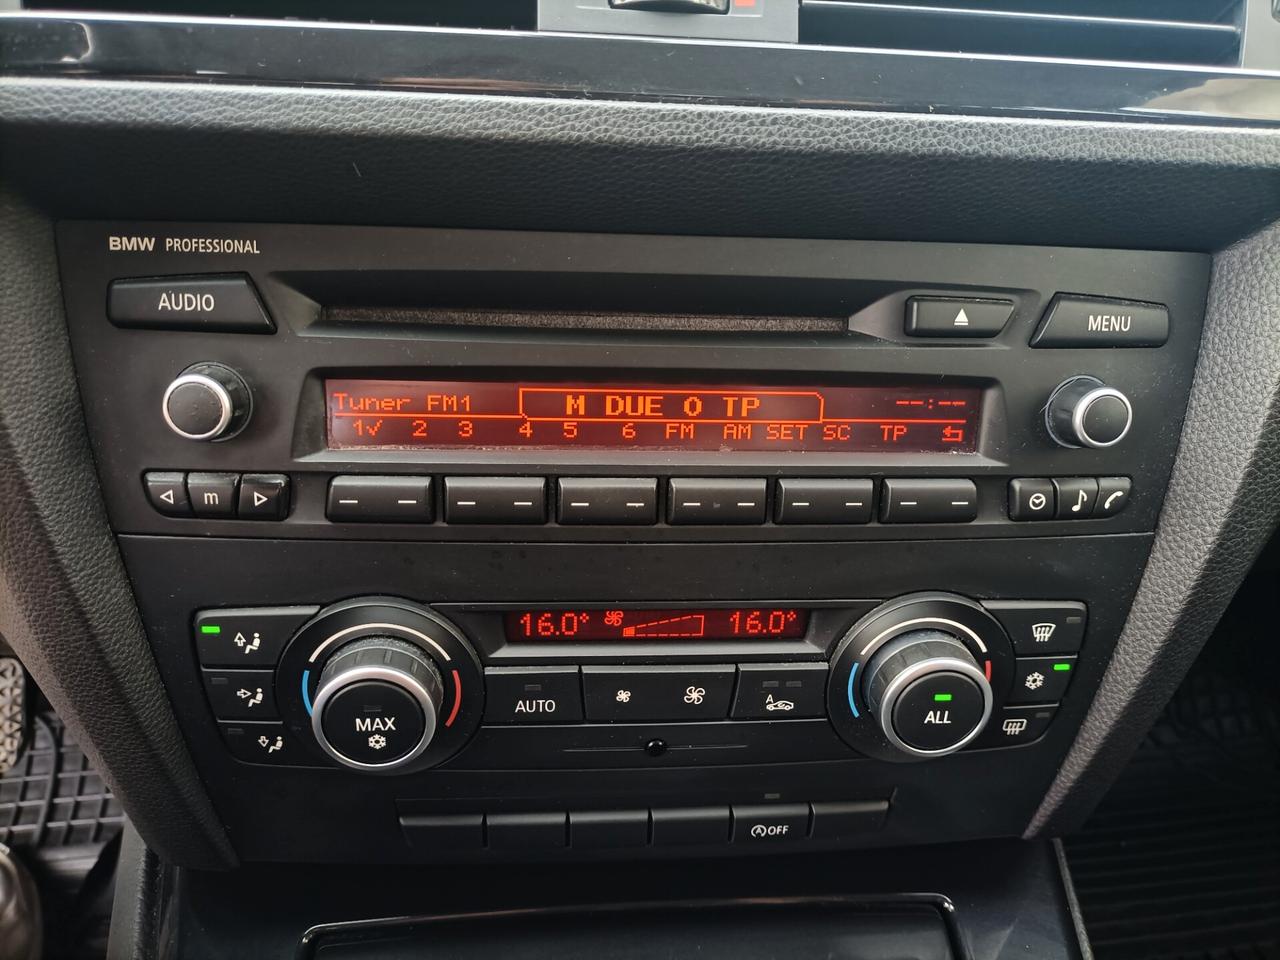 BMW PROFESSIONAL
AUDIO
MENU
Tuner FM1
M DUE O TP
--:--
1✓ 2 3 4 5 6 FM AM SET SC TP
m
16.0° 16.0°
MAX
AUTO
A
ALL
A OFF